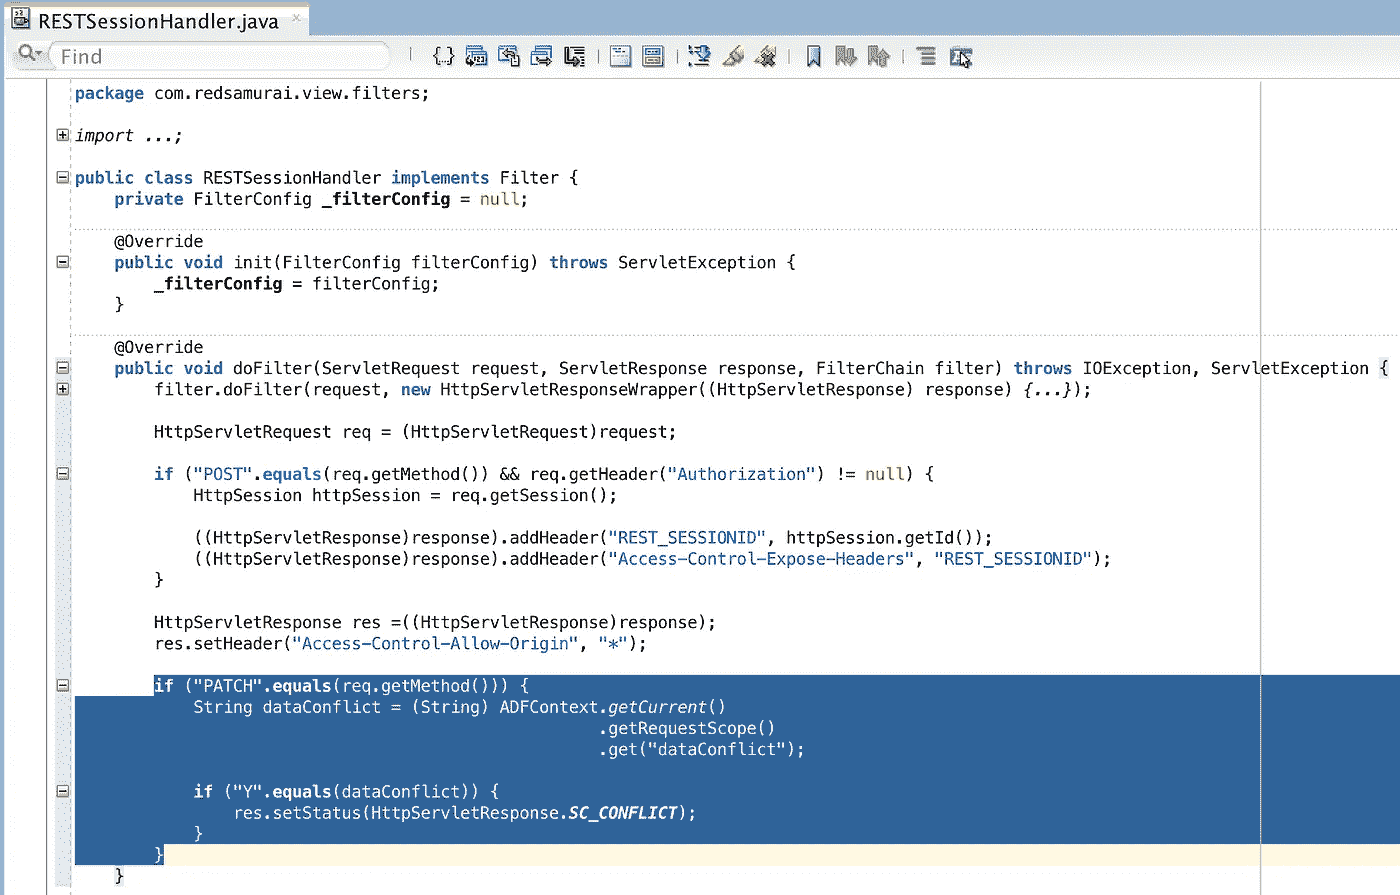 RESTSessionHandler.java
Find
package com.redsamurai.view.filters;
import ...;
public class RESTSessionHandler implements Filter {
private FilterConfig _filterConfig = null;
@Override
public void init(FilterConfig filterConfig) throws ServletException {
_filterConfig = filterConfig;
}
@Override
public void doFilter(ServletRequest request, ServletResponse response, FilterChain filter) throws IOException, ServletException {
filter.doFilter(request, new HttpServletResponseWrapper((HttpServletResponse) response) {...});
HttpServletRequest req = (HttpServletRequest)request;
if ("POST".equals(req.getMethod()) && req.getHeader("Authorization") != null) {
HttpSession httpSession = req.getSession();
((HttpServletResponse)response).addHeader("REST_SESSIONID", httpSession.getId());
((HttpServletResponse)response).addHeader("Access-Control-Expose-Headers", "REST_SESSIONID");
}
HttpServletResponse res =((HttpServletResponse)response);
res.setHeader("Access-Control-Allow-Origin", "*");
if ("PATCH".equals(req.getMethod())) {
String dataConflict = (String) ADFContext.getCurrent()
.getRequestScope()
.get("dataConflict");
if ("Y".equals(dataConflict)) {
res.setStatus(HttpServletResponse.SC_CONFLICT);
}
}
}